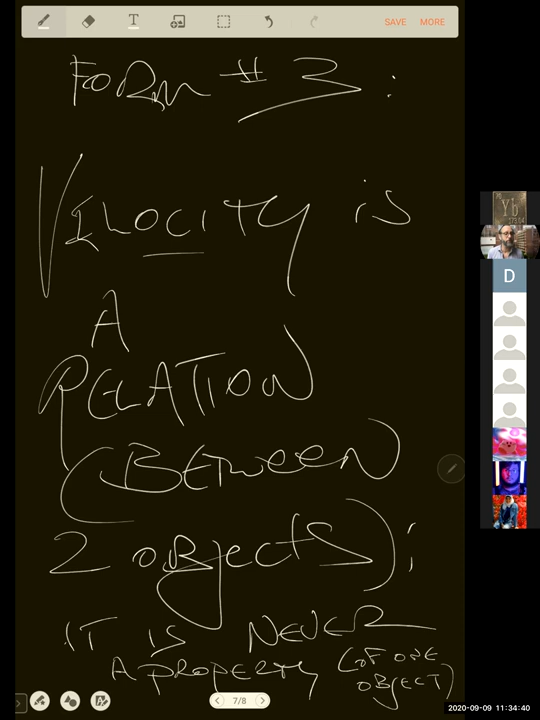 SAVE MORE
FORM # 3 :
VELOCITY is
A
RELATION
(BETWEEN
2 objects);
IT IS NEVER
A PROPERTY (OF ONE
OBJECT)
7/8
Yb
D
2020-09-09 11:34:40